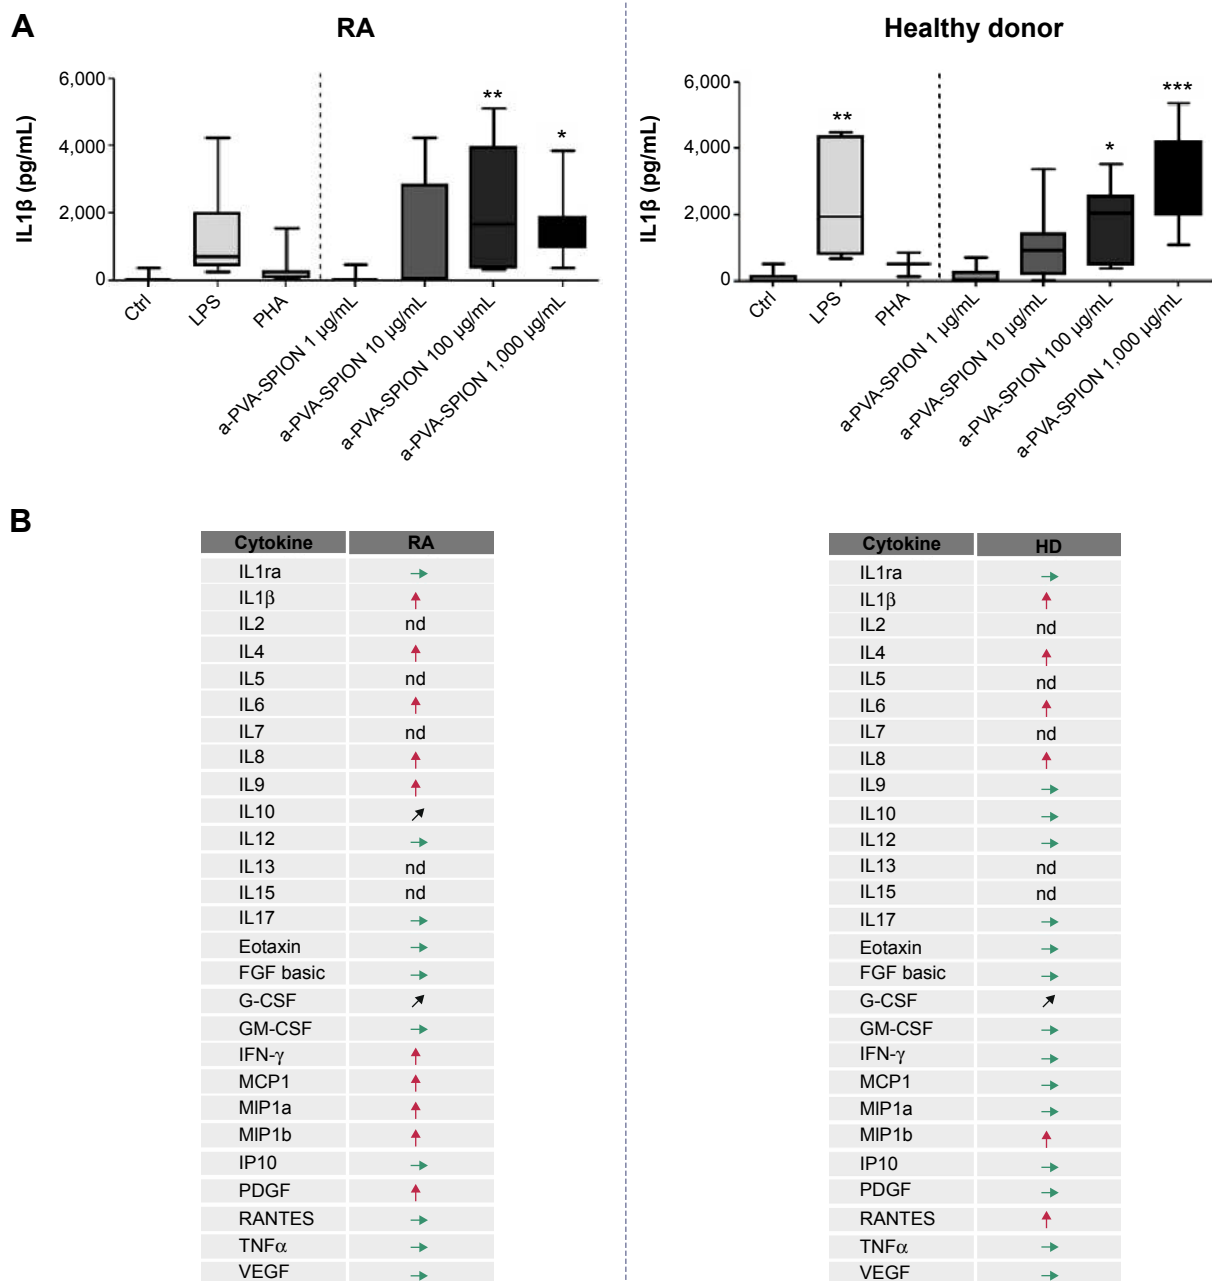 A
RA
Healthy donor
IL1β (pg/mL)
6,000
4,000
2,000
0
**
*
Ctrl
LPS
PHA
a-PVA-SPION 1 µg/mL
a-PVA-SPION 10 µg/mL
a-PVA-SPION 100 µg/mL
a-PVA-SPION 1,000 µg/mL
IL1β (pg/mL)
6,000
4,000
2,000
0
**
*
***
Ctrl
LPS
PHA
a-PVA-SPION 1 µg/mL
a-PVA-SPION 10 µg/mL
a-PVA-SPION 100 µg/mL
a-PVA-SPION 1,000 µg/mL
B
Cytokine RA
IL1ra →
IL1β ↑
IL2 nd
IL4 ↑
IL5 nd
IL6 ↑
IL7 nd
IL8 ↑
IL9 ↑
IL10 ↗
IL12 →
IL13 nd
IL15 nd
IL17 →
Eotaxin →
FGF basic →
G-CSF ↗
GM-CSF →
IFN-γ ↑
MCP1 ↑
MIP1a ↑
MIP1b ↑
IP10 →
PDGF ↑
RANTES →
TNFα →
VEGF →
Cytokine HD
IL1ra →
IL1β ↑
IL2 nd
IL4 ↑
IL5 nd
IL6 ↑
IL7 nd
IL8 ↑
IL9 →
IL10 →
IL12 →
IL13 nd
IL15 nd
IL17 →
Eotaxin →
FGF basic →
G-CSF ↗
GM-CSF →
IFN-γ →
MCP1 →
MIP1a →
MIP1b ↑
IP10 →
PDGF →
RANTES ↑
TNFα →
VEGF →